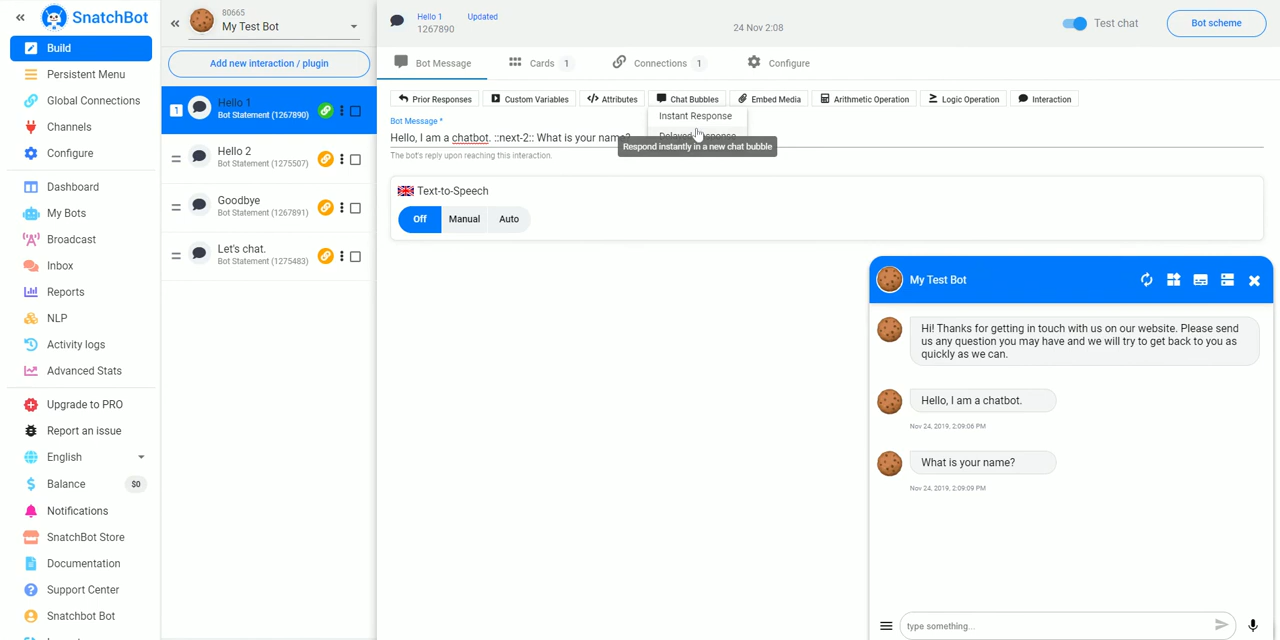 SnatchBot
Build
Persistent Menu
Global Connections
Channels
Configure
Dashboard
My Bots
Broadcast
Inbox
Reports
NLP
Activity logs
Advanced Stats
Upgrade to PRO
Report an issue
English
Balance $0
Notifications
SnatchBot Store
Documentation
Support Center
Snatchbot Bot
80665
My Test Bot
Add new interaction / plugin
1 Hello 1
Bot Statement (1267890)
Hello 2
Bot Statement (1275507)
Goodbye
Bot Statement (1267891)
Let's chat.
Bot Statement (1275483)
Hello 1 Updated
1267890
24 Nov 2:08
Test chat
Bot scheme
Bot Message Cards 1 Connections 1 Configure
Prior Responses Custom Variables Attributes Chat Bubbles Embed Media Arithmetic Operation Logic Operation Interaction
Instant Response
Bot Message *
Hello, I am a chatbot. ::next-2:: What is your name?
Respond instantly in a new chat bubble
The bot's reply upon reaching this interaction.
Text-to-Speech
Off Manual Auto
My Test Bot
Hi! Thanks for getting in touch with us on our website. Please send
us any question you may have and we will try to get back to you as
quickly as we can.
Hello, I am a chatbot.
Nov 24, 2019, 2:09:06 PM
What is your name?
Nov 24, 2019, 2:09:09 PM
type something...